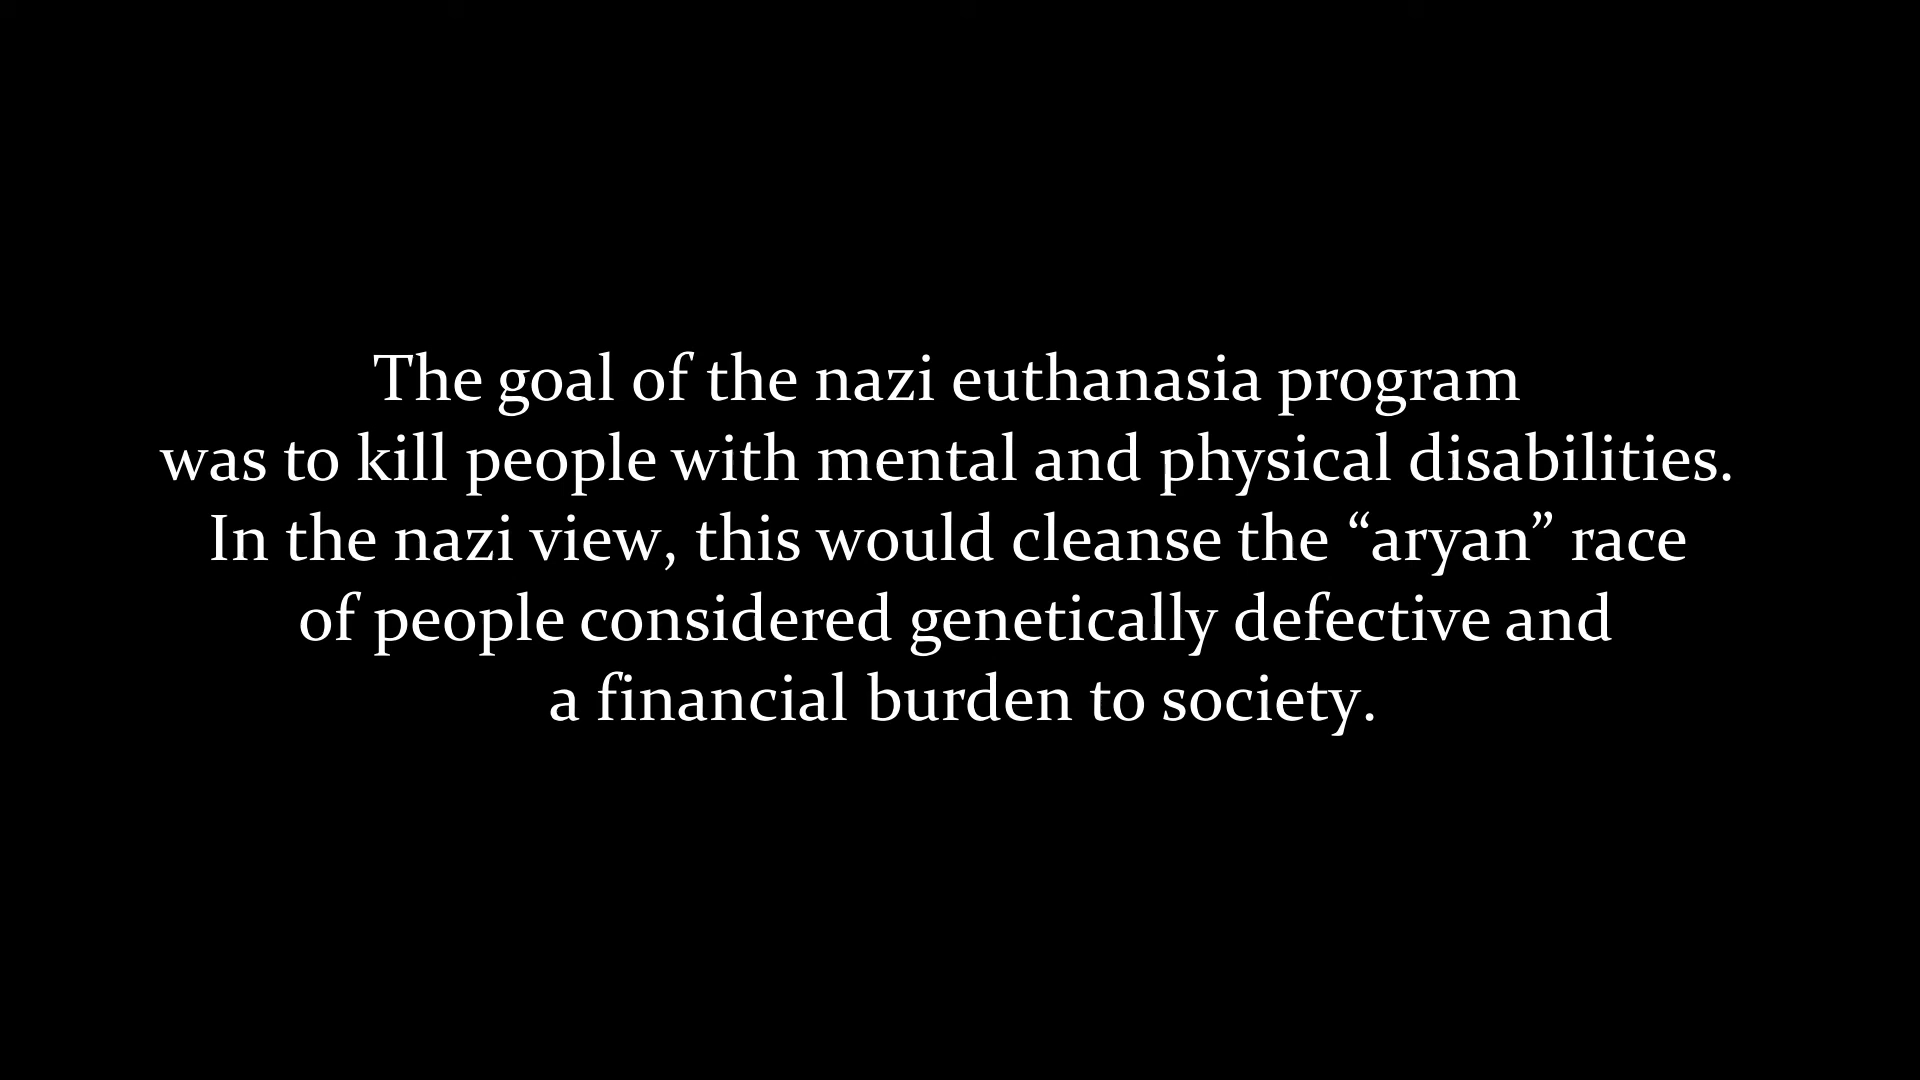 The goal of the nazi euthanasia program
was to kill people with mental and physical disabilities.
In the nazi view, this would cleanse the “aryan” race
of people considered genetically defective and
a financial burden to society.